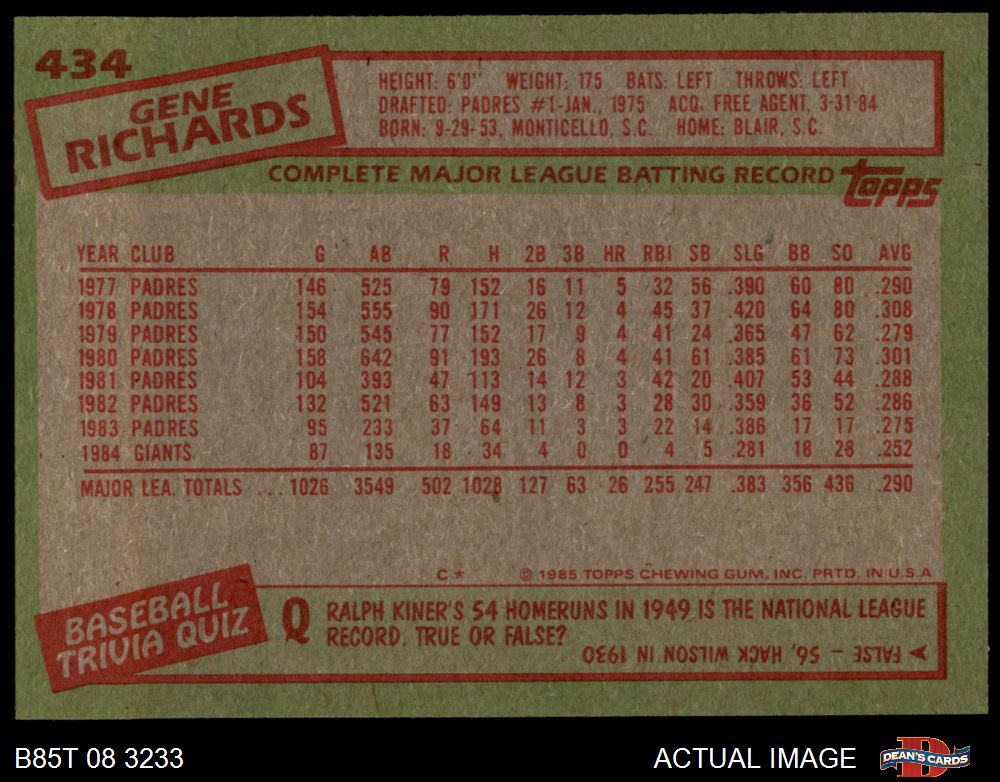 434
GENE
RICHARDS
HEIGHT: 6'0" WEIGHT: 175 BATS: LEFT THROWS: LEFT
DRAFTED: PADRES #1-JAN., 1975 ACQ. FREE AGENT, 3-31-84
BORN: 9-29-53, MONTICELLO, S.C. HOME: BLAIR, S.C.
COMPLETE MAJOR LEAGUE BATTING RECORD topps
YEAR CLUB G AB R H 2B 3B HR RBI SB SLG BB SO AVG
1977 PADRES 146 525 79 152 16 11 5 32 56 .390 60 80 .290
1978 PADRES 154 555 90 171 26 12 4 45 37 .420 64 80 .308
1979 PADRES 150 545 77 152 17 9 4 41 24 .365 47 62 .279
1980 PADRES 158 642 91 193 26 8 4 41 61 .385 61 73 .301
1981 PADRES 104 393 47 113 14 12 3 42 20 .407 53 44 .288
1982 PADRES 132 521 63 149 13 8 3 28 30 .359 36 52 .286
1983 PADRES 95 233 37 64 11 3 3 22 14 .386 17 17 .275
1984 GIANTS 87 135 18 34 4 0 0 4 5 .281 18 28 .252
MAJOR LEA. TOTALS ... 1026 3549 502 1028 127 63 26 255 247 .383 356 436 .290
C* © 1985 TOPPS CHEWING GUM, INC. PRTD. IN U.S.A
BASEBALL
TRIVIA QUIZ
Q RALPH KINER'S 54 HOMERUNS IN 1949 IS THE NATIONAL LEAGUE
RECORD. TRUE OR FALSE?
FALSE - 56, HACK WILSON IN 1930
B85T 08 3233 ACTUAL IMAGE D DEAN'S CARDS